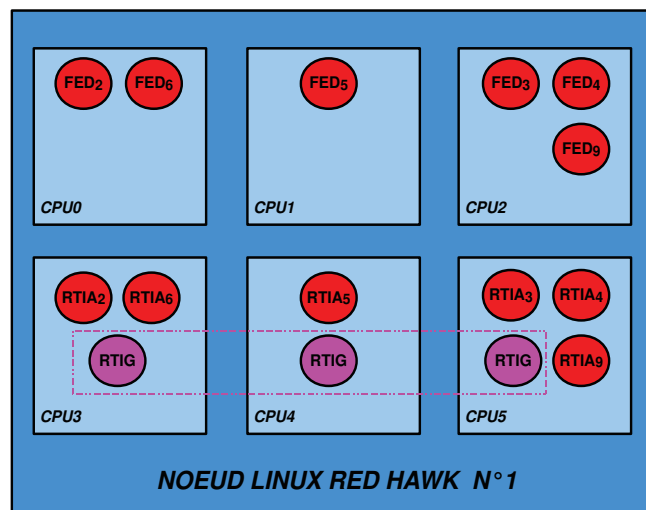 FED2 FED6 FED5 FED3 FED4
FED9
CPU0 CPU1 CPU2
RTIA2 RTIA6 RTIA5 RTIA3 RTIA4
RTIG RTIG RTIG RTIA9
CPU3 CPU4 CPU5
NOEUD LINUX RED HAWK N°1